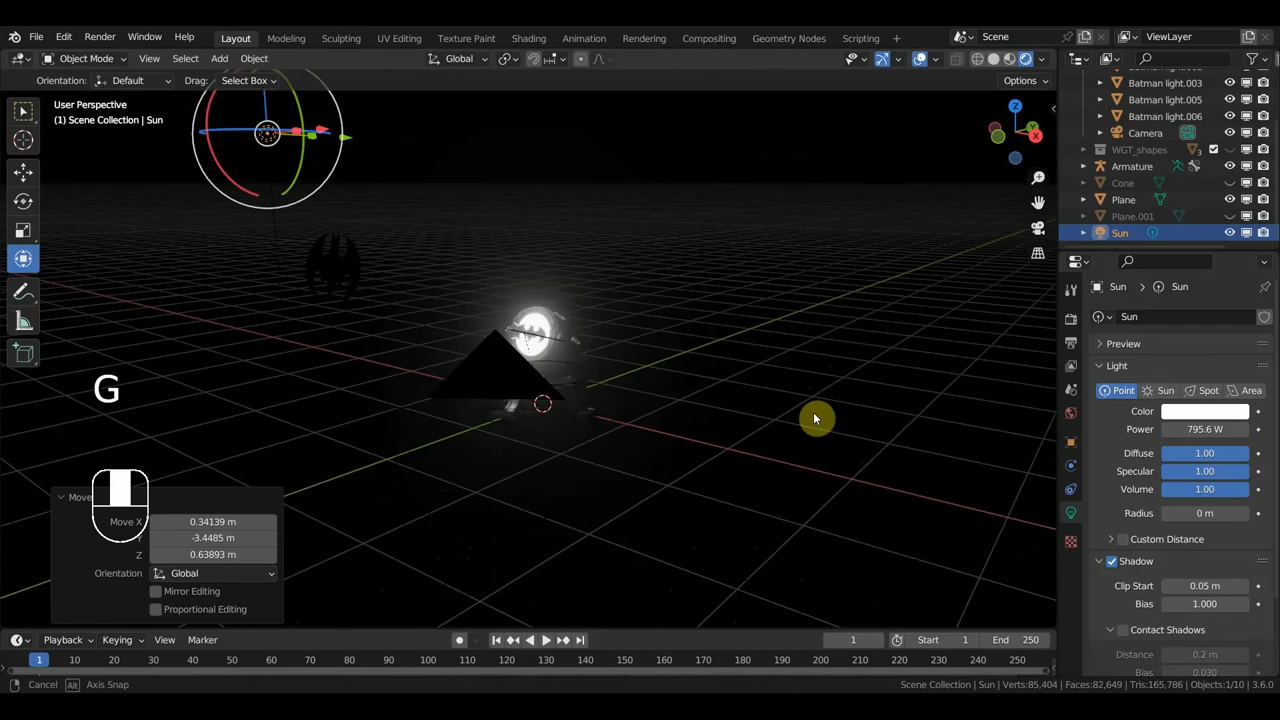 File Edit Render Window Help Layout Modeling Sculpting UV Editing Texture Paint Shading Animation Rendering Compositing Geometry Nodes Scripting + Scene ViewLayer
Object Mode View Select Add Object Global
Orientation: Default Drag: Select Box Options
User Perspective
(1) Scene Collection | Sun
Z
X
Batman light.003
Batman light.005
Batman light.006
Camera
WGT_shapes 3
Armature
Cone
Plane
Plane.001
Sun
Sun Sun
Sun
Preview
Light
Point Sun Spot Area
Color
Power 795.6 W
Diffuse 1.00
Specular 1.00
Volume 1.00
Radius 0 m
Custom Distance
Shadow
Clip Start 0.05 m
Bias 1.000
Contact Shadows
Distance 0.2 m
Bias 0.030
G
Move
Move X 0.34139 m
Y -3.4485 m
Z 0.63893 m
Orientation Global
Mirror Editing
Proportional Editing
Playback Keying View Marker 1 Start 1 End 250
1 10 20 30 40 50 60 70 80 90 100 110 120 130 140 150 160 170 180 190 200 210 220 230 240 250
Cancel Alt Axis Snap Scene Collection | Sun | Verts:85,404 | Faces:82,649 | Tris:165,786 | Objects:1/10 | 3.6.0